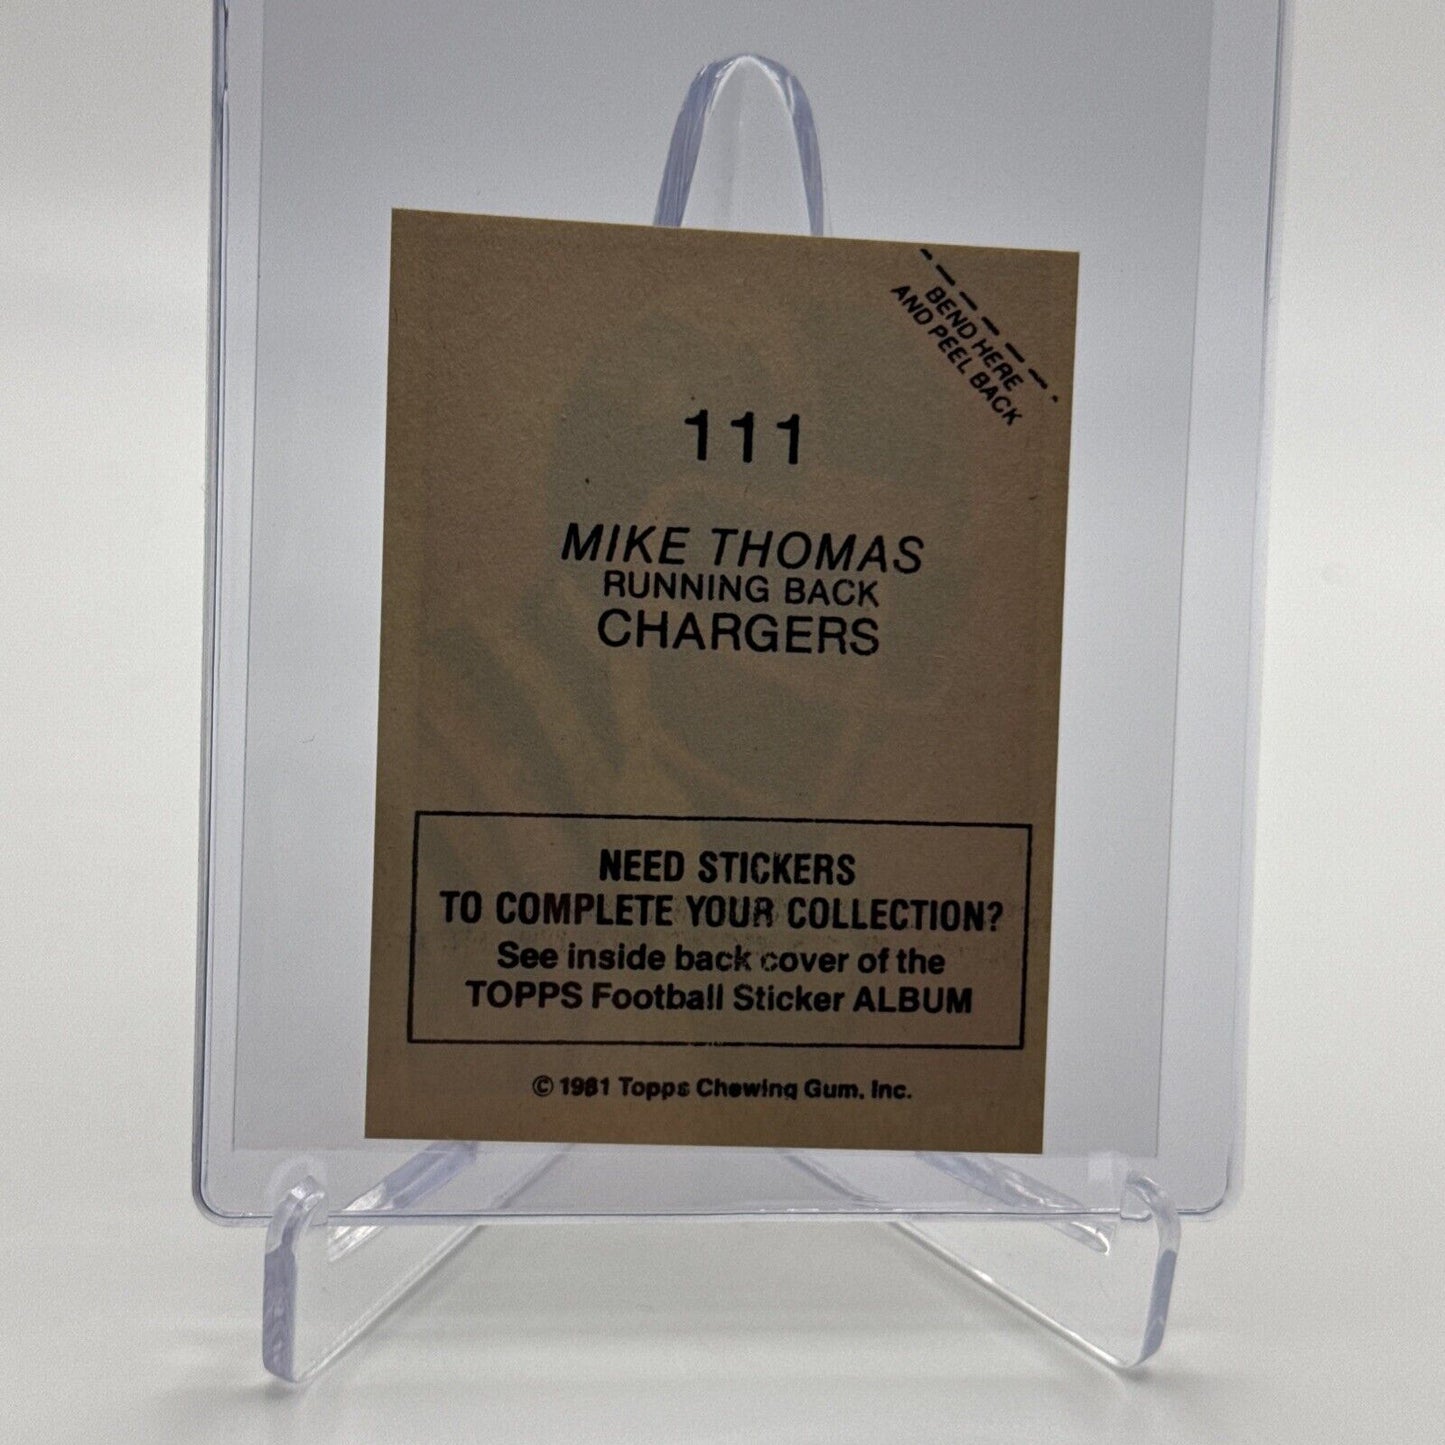 BEND HERE
AND PEEL BACK
111
MIKE THOMAS
RUNNING BACK
CHARGERS
NEED STICKERS
TO COMPLETE YOUR COLLECTION?
See inside back cover of the
TOPPS Football Sticker ALBUM
© 1981 Topps Chewing Gum, Inc.